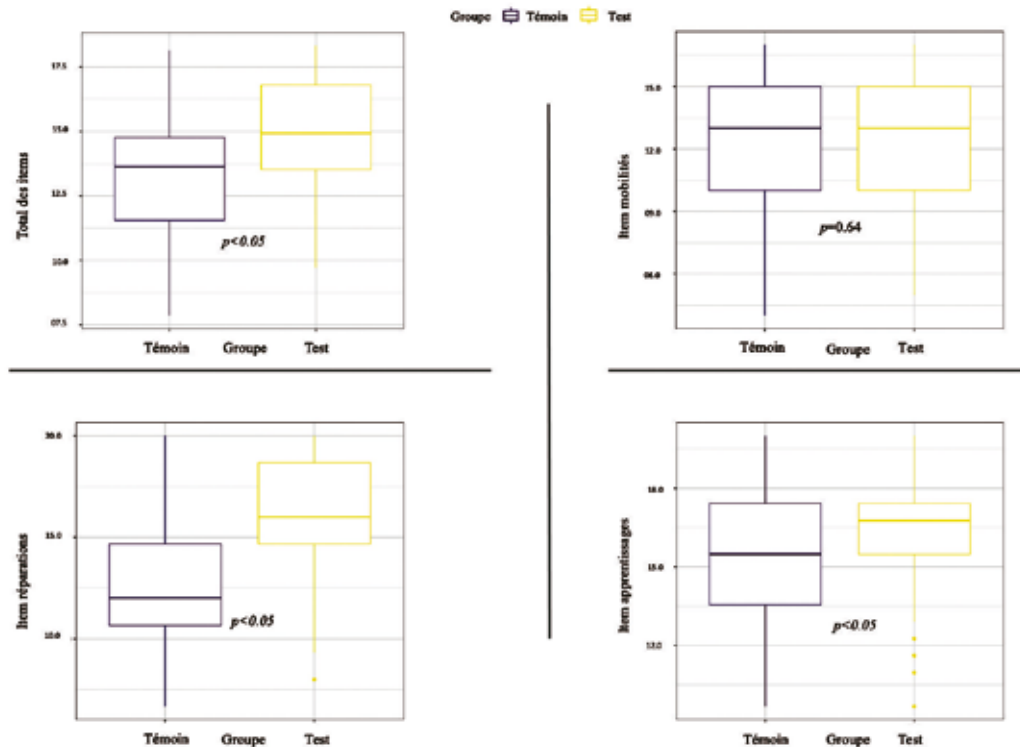 Groupe Témoin Test
Total des items
17.5
15.0
12.5
10.0
07.5
p<0.05
Témoin Groupe Test
Item mobilités
15.0
12.0
09.0
06.0
p=0.64
Témoin Groupe Test
Item réparations
20.0
15.0
10.0
p<0.05
Témoin Groupe Test
Item apprentissages
18.0
15.0
12.0
p<0.05
Témoin Groupe Test